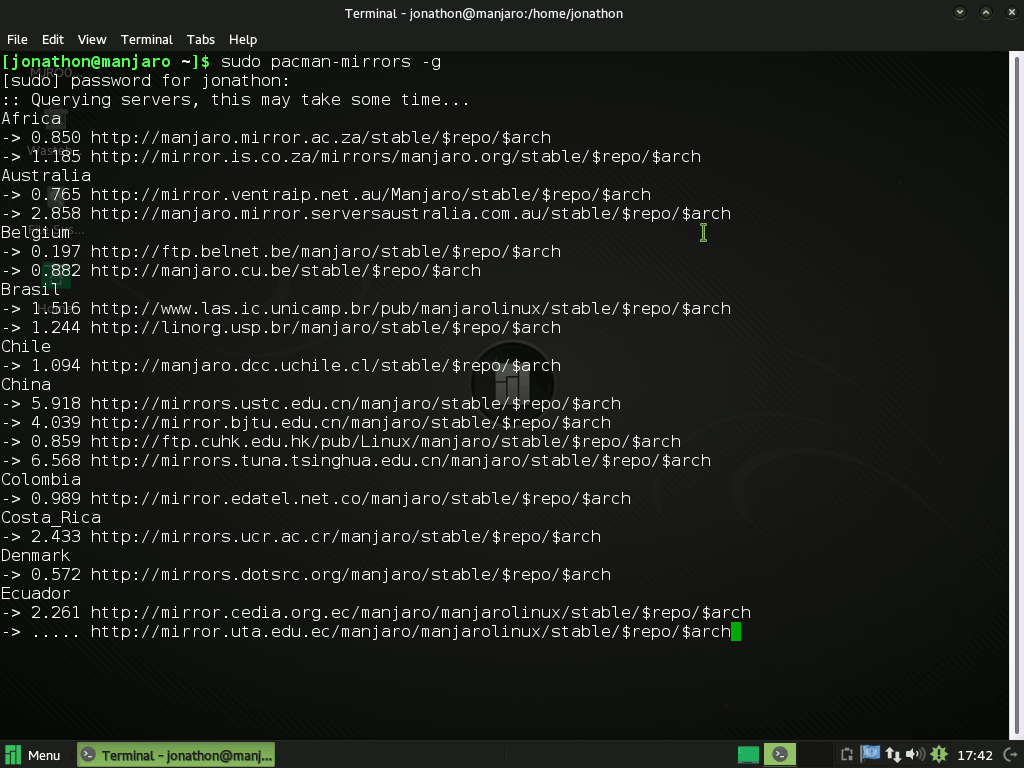 Terminal - jonathon@manjaro:/home/jonathon
File Edit View Terminal Tabs Help
[jonathon@manjaro ~]$ sudo pacman-mirrors -g
[sudo] password for jonathon:
:: Querying servers, this may take some time...
Africa
-> 0.850 http://manjaro.mirror.ac.za/stable/$repo/$arch
-> 1.185 http://mirror.is.co.za/mirrors/manjaro.org/stable/$repo/$arch
Australia
-> 0.765 http://mirror.ventraip.net.au/Manjaro/stable/$repo/$arch
-> 2.858 http://manjaro.mirror.serversaustralia.com.au/stable/$repo/$arch
Belgium
-> 0.197 http://ftp.belnet.be/manjaro/stable/$repo/$arch
-> 0.882 http://manjaro.cu.be/stable/$repo/$arch
Brasil
-> 1.516 http://www.las.ic.unicamp.br/pub/manjarolinux/stable/$repo/$arch
-> 1.244 http://linorg.usp.br/manjaro/stable/$repo/$arch
Chile
-> 1.094 http://manjaro.dcc.uchile.cl/stable/$repo/$arch
China
-> 5.918 http://mirrors.ustc.edu.cn/manjaro/stable/$repo/$arch
-> 4.039 http://mirror.bjtu.edu.cn/manjaro/stable/$repo/$arch
-> 0.859 http://ftp.cuhk.edu.hk/pub/Linux/manjaro/stable/$repo/$arch
-> 6.568 http://mirrors.tuna.tsinghua.edu.cn/manjaro/stable/$repo/$arch
Colombia
-> 0.989 http://mirror.edatel.net.co/manjaro/stable/$repo/$arch
Costa_Rica
-> 2.433 http://mirrors.ucr.ac.cr/manjaro/stable/$repo/$arch
Denmark
-> 0.572 http://mirrors.dotsrc.org/manjaro/stable/$repo/$arch
Ecuador
-> 2.261 http://mirror.cedia.org.ec/manjaro/manjarolinux/stable/$repo/$arch
-> ..... http://mirror.uta.edu.ec/manjaro/manjarolinux/stable/$repo/$arch
Menu Terminal - jonathon@manj... 17:42